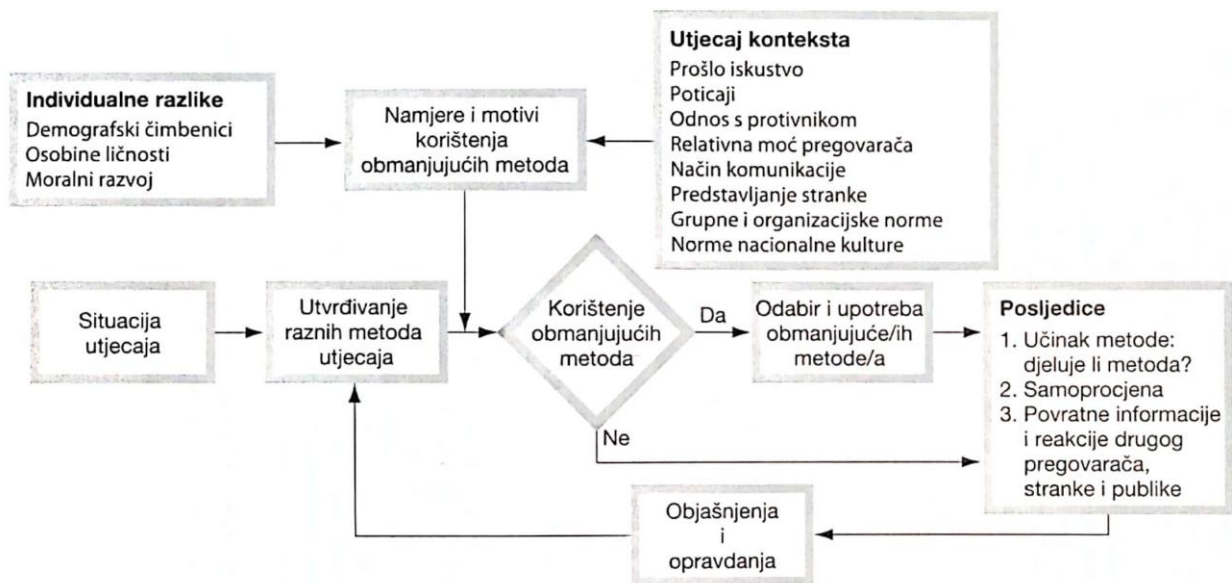 Individualne razlike
Demografski čimbenici
Osobine ličnosti
Moralni razvoj
Namjere i motivi
korištenja
obmanjujućih metoda
Utjecaj konteksta
Prošlo iskustvo
Poticaji
Odnos s protivnikom
Relativna moć pregovarača
Način komunikacije
Predstavljanje stranke
Grupne i organizacijske norme
Norme nacionalne kulture
Situacija
utjecaja
Utvrđivanje
raznih metoda
utjecaja
Korištenje
obmanjujućih
metoda
Da
Ne
Odabir i upotreba
obmanjujuće/ih
metode/a
Posljedice
1. Učinak metode:
djeluje li metoda?
2. Samoprocjena
3. Povratne informacije
i reakcije drugog
pregovarača,
stranke i publike
Objašnjenja
i
opravdanja